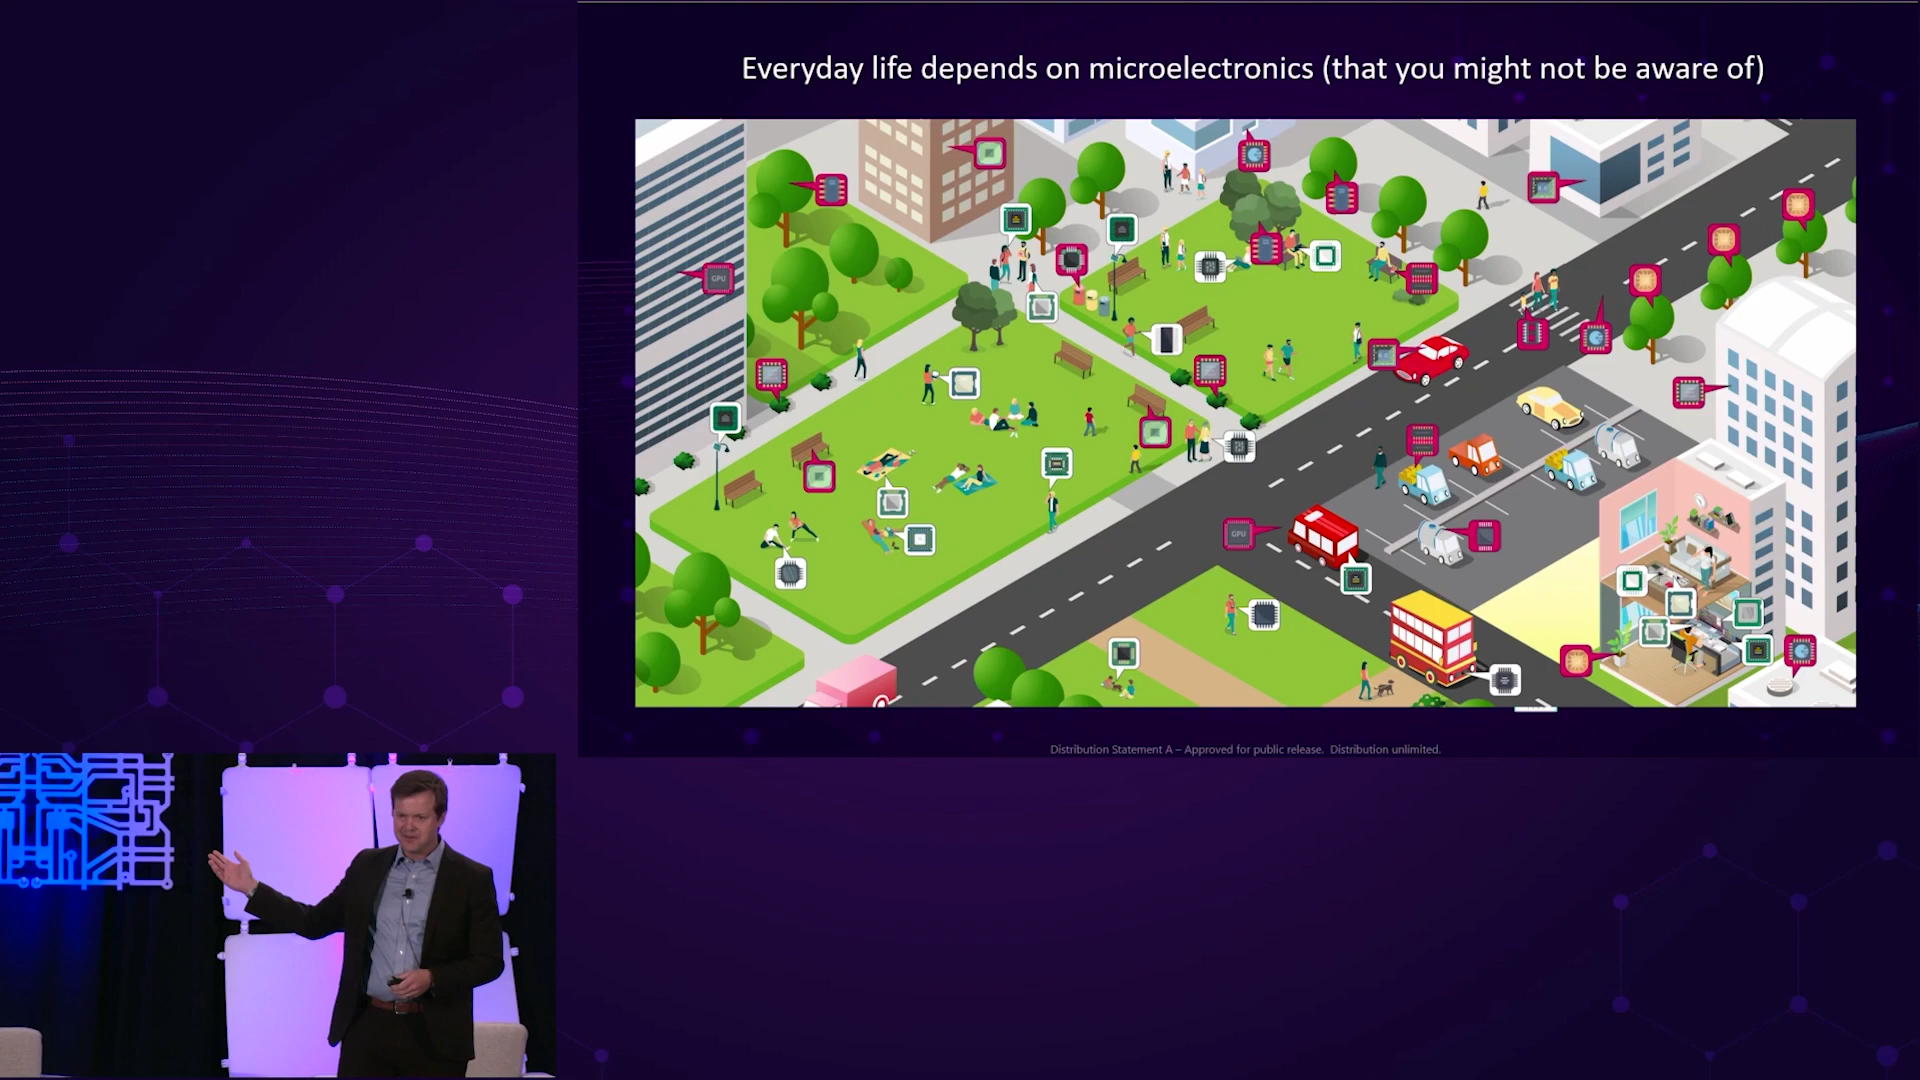 Everyday life depends on microelectronics (that you might not be aware of)
GPU
GPU
Distribution Statement A – Approved for public release. Distribution unlimited.